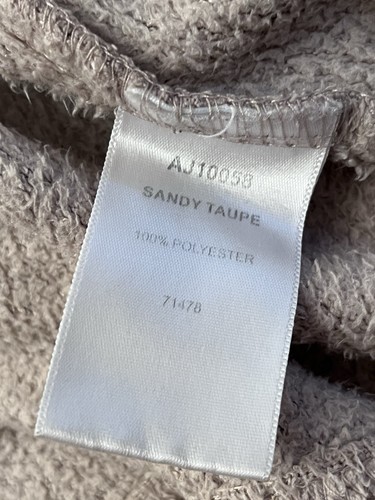 AJ10058
SANDY TAUPE
100% POLYESTER
71478